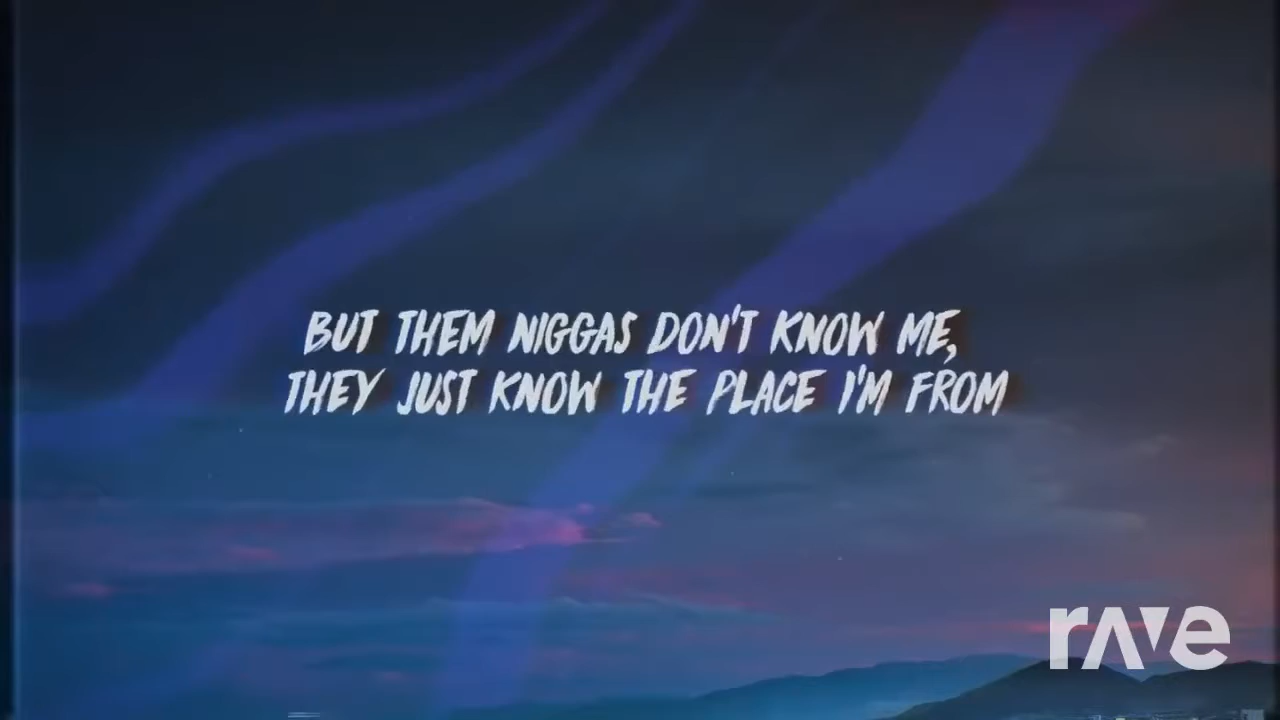 BUT THEM NIGGAS DON'T KNOW ME,
THEY JUST KNOW THE PLACE I'M FROM
rave